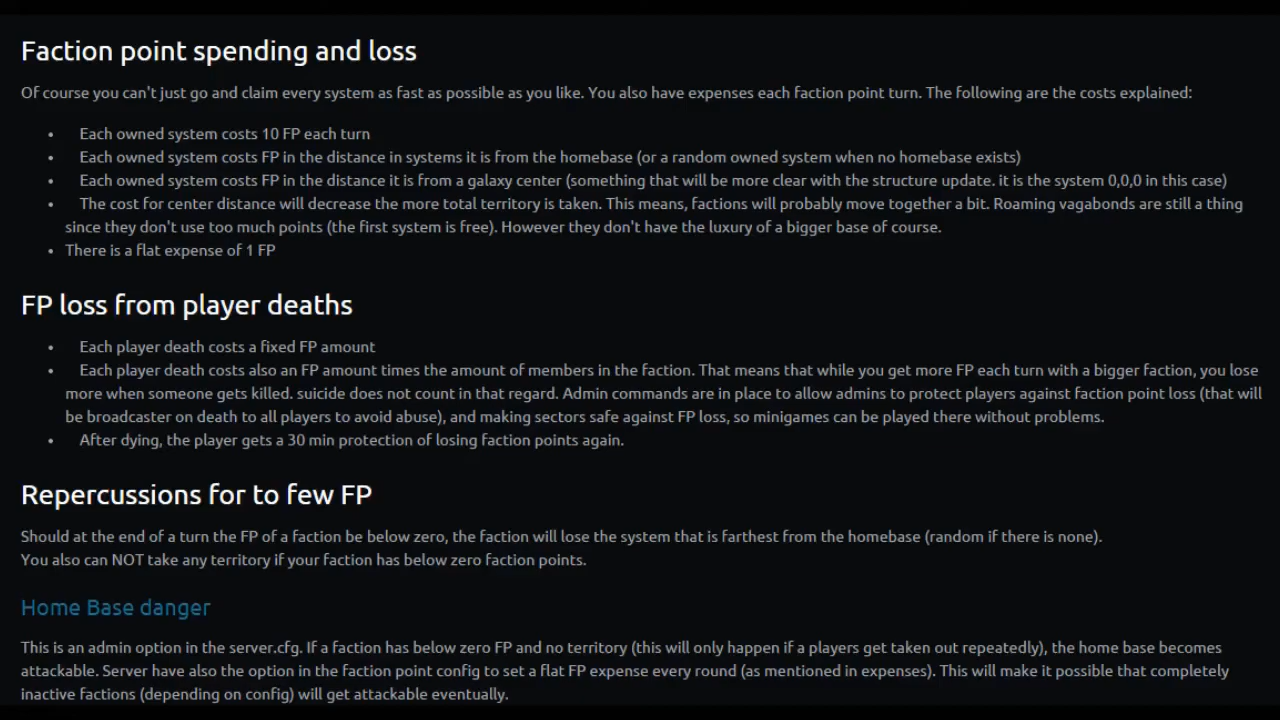 Faction point spending and loss
Of course you can't just go and claim every system as fast as possible as you like. You also have expenses each faction point turn. The following are the costs explained:
• Each owned system costs 10 FP each turn
• Each owned system costs FP in the distance in systems it is from the homebase (or a random owned system when no homebase exists)
• Each owned system costs FP in the distance it is from a galaxy center (something that will be more clear with the structure update. it is the system 0,0,0 in this case)
• The cost for center distance will decrease the more total territory is taken. This means, factions will probably move together a bit. Roaming vagabonds are still a thing
since they don't use too much points (the first system is free). However they don't have the luxury of a bigger base of course.
• There is a flat expense of 1 FP
FP loss from player deaths
• Each player death costs a fixed FP amount
• Each player death costs also an FP amount times the amount of members in the faction. That means that while you get more FP each turn with a bigger faction, you lose
more when someone gets killed. suicide does not count in that regard. Admin commands are in place to allow admins to protect players against faction point loss (that will
be broadcaster on death to all players to avoid abuse), and making sectors safe against FP loss, so minigames can be played there without problems.
• After dying, the player gets a 30 min protection of losing faction points again.
Repercussions for to few FP
Should at the end of a turn the FP of a faction be below zero, the faction will lose the system that is farthest from the homebase (random if there is none).
You also can NOT take any territory if your faction has below zero faction points.
Home Base danger
This is an admin option in the server.cfg. If a faction has below zero FP and no territory (this will only happen if a players get taken out repeatedly), the home base becomes
attackable. Server have also the option in the faction point config to set a flat FP expense every round (as mentioned in expenses). This will make it possible that completely
inactive factions (depending on config) will get attackable eventually.